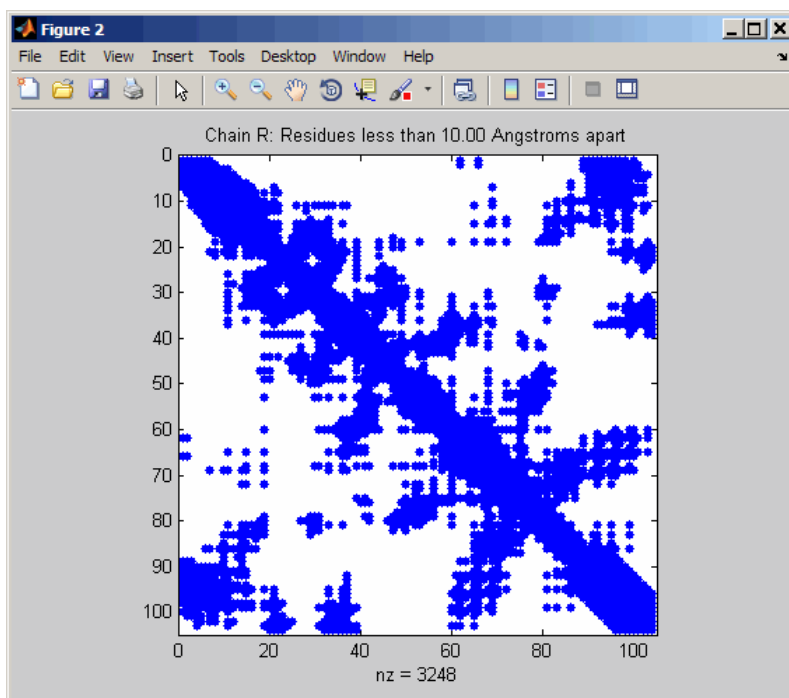 Figure 2
File Edit View Insert Tools Desktop Window Help
Chain R: Residues less than 10.00 Angstroms apart
0
10
20
30
40
50
60
70
80
90
100
0 20 40 60 80 100
nz = 3248